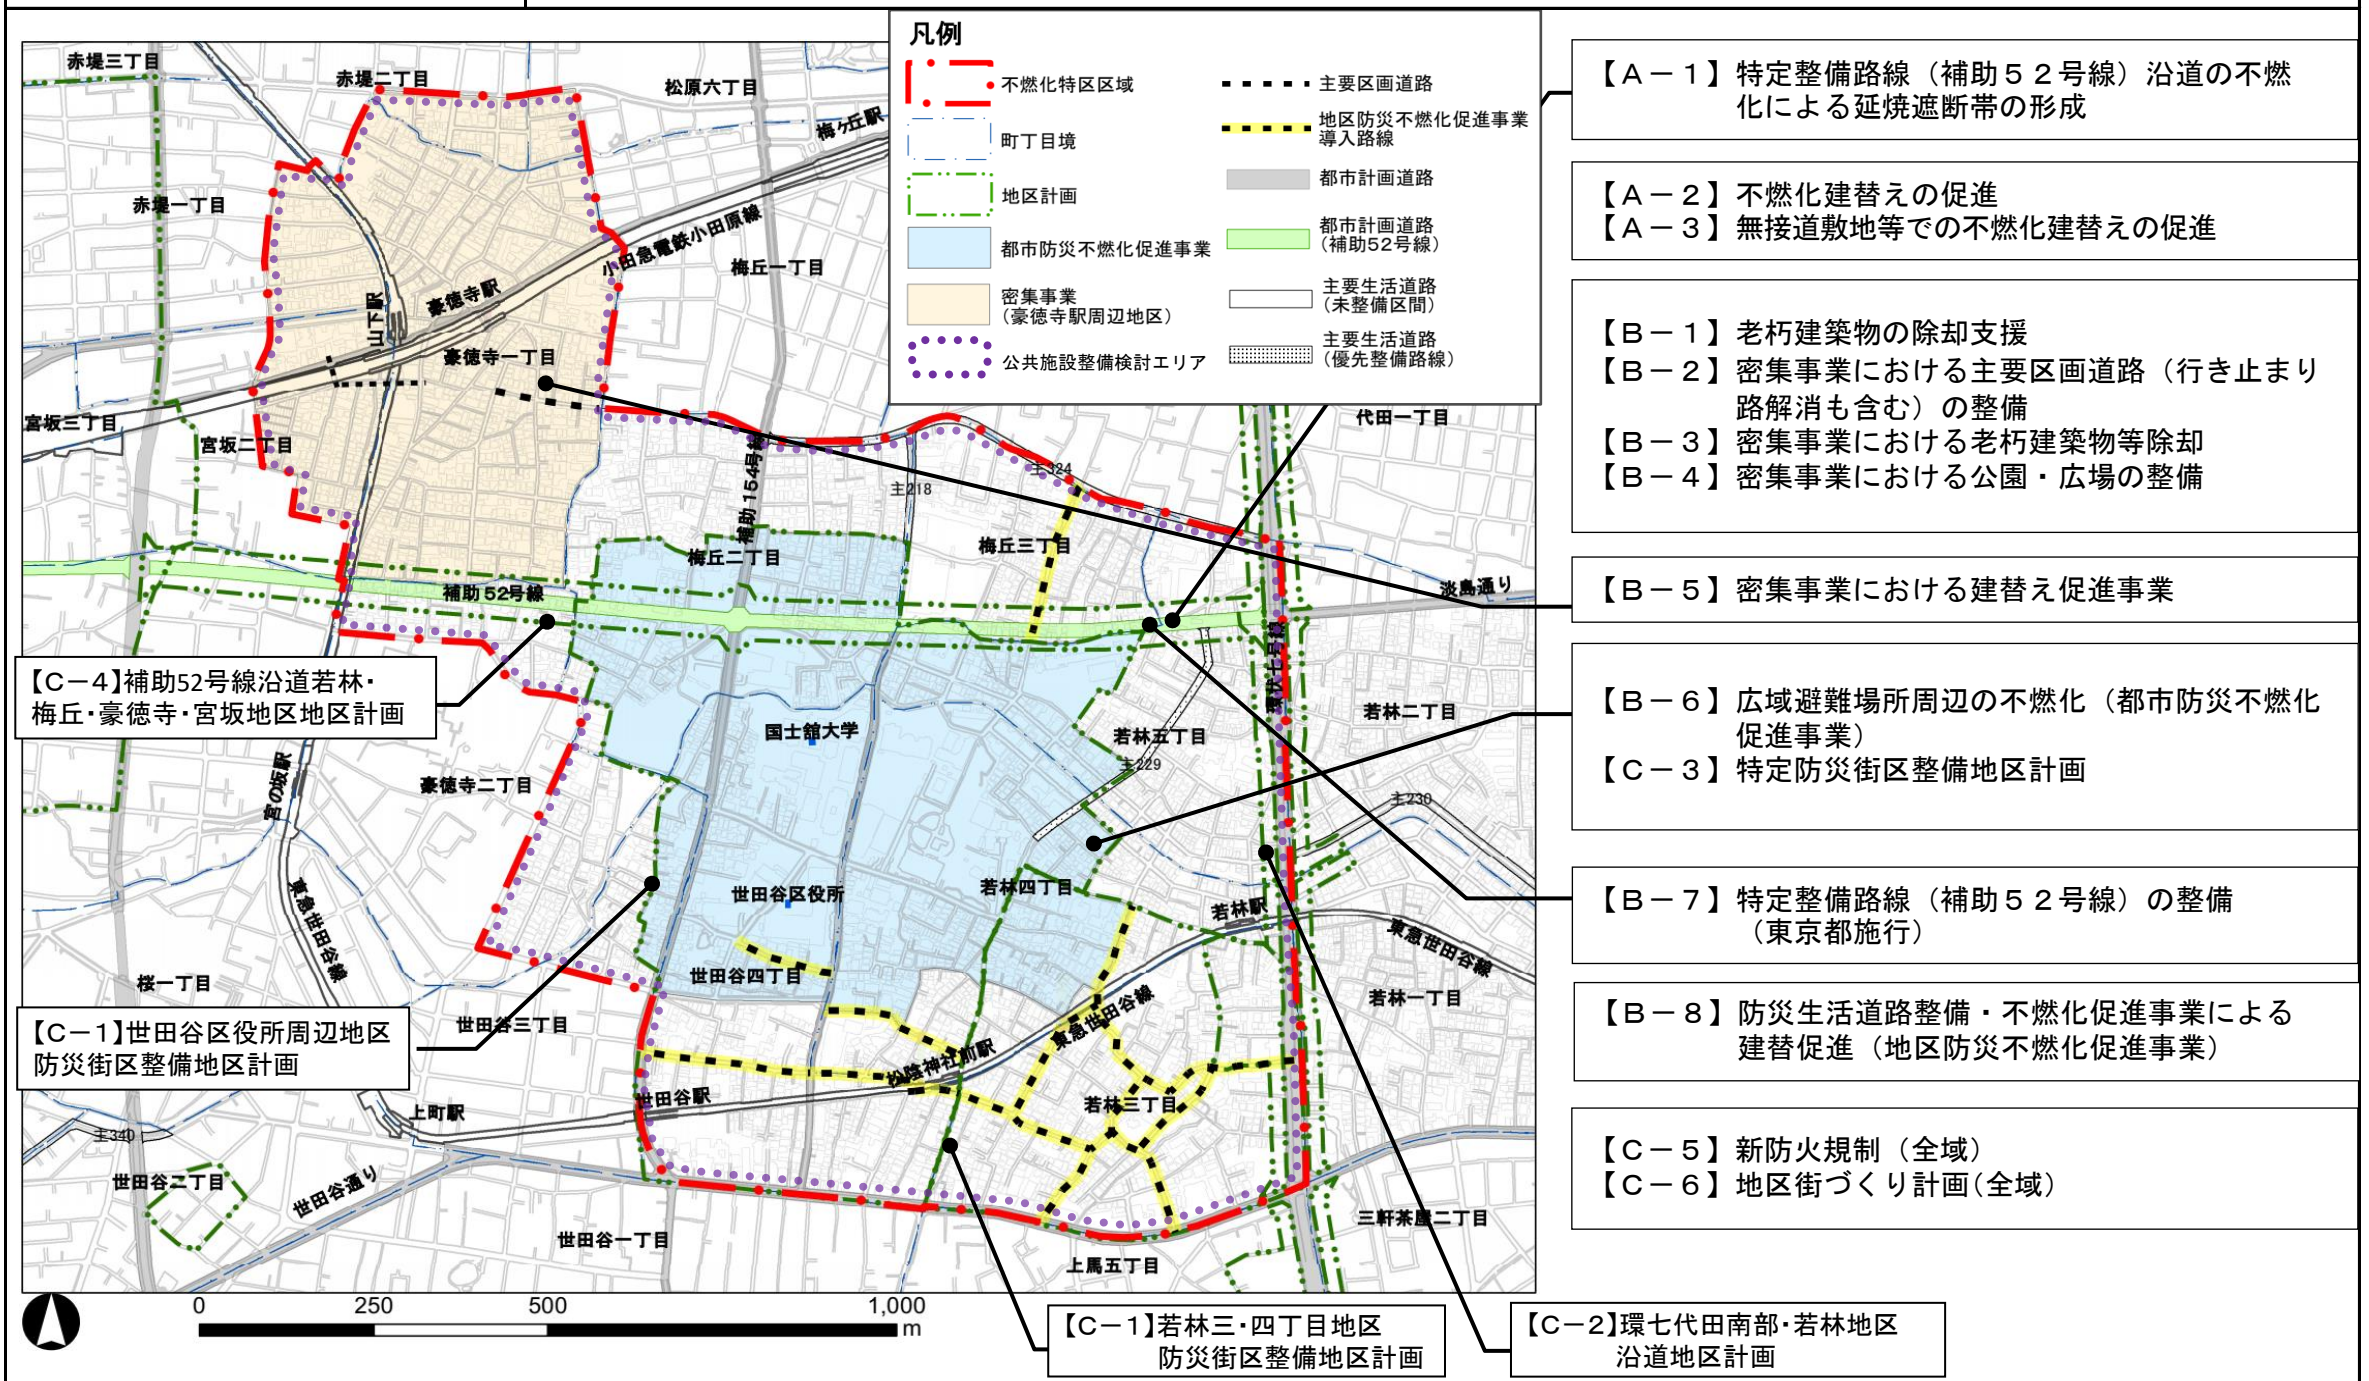 凡例
不燃化特区区域
町丁目境
地区計画
都市防災不燃化促進事業
密集事業
（豪徳寺駅周辺地区）
公共施設整備検討エリア
主要区画道路
地区防災不燃化促進事業
導入路線
都市計画道路
都市計画道路
（補助52号線）
主要生活道路
（未整備区間）
主要生活道路
（優先整備路線）
赤堤三丁目
赤堤二丁目
松原六丁目
梅ヶ丘駅
赤堤一丁目
小田急電鉄小田原線
梅丘一丁目
豪徳寺駅
山下駅
豪徳寺一丁目
宮坂三丁目
宮坂二丁目
代田一丁目
主324
主218
補助154号線
梅丘二丁目
梅丘三丁目
補助52号線
淡島通り
環状七号線
国士舘大学
若林五丁目
主229
若林二丁目
主230
豪徳寺二丁目
宮の坂駅
東急世田谷線
世田谷区役所
若林四丁目
若林駅
東急世田谷線
世田谷四丁目
桜一丁目
若林一丁目
世田谷三丁目
東急世田谷線
松陰神社前駅
世田谷駅
若林三丁目
上町駅
主340
世田谷二丁目
世田谷通り
世田谷一丁目
上馬五丁目
三軒茶屋二丁目
【C－4】補助52号線沿道若林・
梅丘・豪徳寺・宮坂地区地区計画
【C－1】世田谷区役所周辺地区
防災街区整備地区計画
【C－1】若林三・四丁目地区
防災街区整備地区計画
【C－2】環七代田南部・若林地区
沿道地区計画
0
250
500
1,000
m
【Ａ－１】特定整備路線（補助５２号線）沿道の不燃
化による延焼遮断帯の形成
【Ａ－２】不燃化建替えの促進
【Ａ－３】無接道敷地等での不燃化建替えの促進
【Ｂ－１】老朽建築物の除却支援
【Ｂ－２】密集事業における主要区画道路（行き止まり
路解消も含む）の整備
【Ｂ－３】密集事業における老朽建築物等除却
【Ｂ－４】密集事業における公園・広場の整備
【Ｂ－５】密集事業における建替え促進事業
【Ｂ－６】広域避難場所周辺の不燃化（都市防災不燃化
促進事業）
【Ｃ－３】特定防災街区整備地区計画
【Ｂ－７】特定整備路線（補助５２号線）の整備
（東京都施行）
【Ｂ－８】防災生活道路整備・不燃化促進事業による
建替促進（地区防災不燃化促進事業）
【Ｃ－５】新防火規制（全域）
【Ｃ－６】地区街づくり計画（全域）